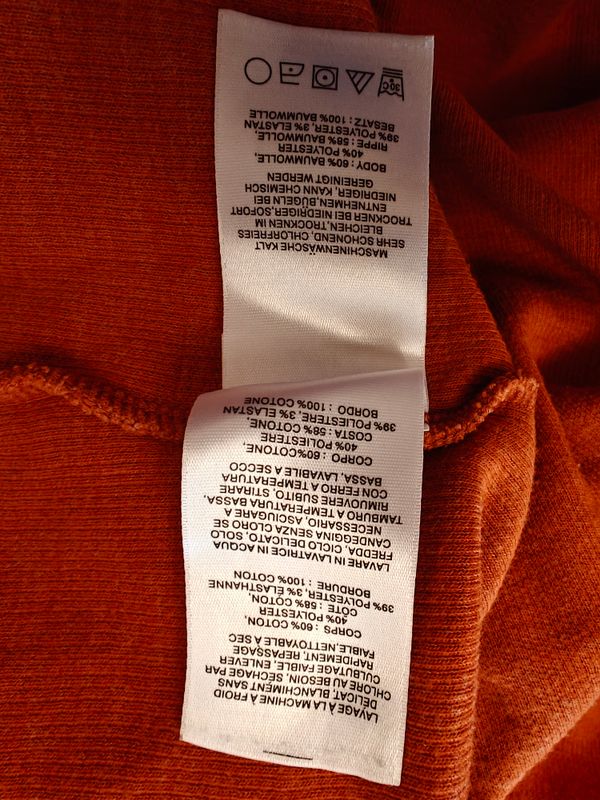 LAVAGE À LA MACHINE À FROID
DÉLICAT, BLANCHIMENT SANS
CHLORE AU BESOIN, SÉCHAGE PAR
CULBUTAGE FAIBLE, ENLEVER
RAPIDEMENT, REPASSAGE
FAIBLE, NETTOYABLE À SEC
CORPS : 60% COTON,
40% POLYESTER
CÔTE : 58% COTON,
39% POLYESTER, 3% ELASTHANNE
BORDURE : 100% COTON
LAVARE IN LAVATRICE IN ACQUA
FREDDA, CICLO DELICATO, SOLO
CANDEGGINA SENZA CLORO SE
NECESSARIO, ASCIUGARE A
TAMBURO A TEMPERATURA BASSA,
RIMUOVERE SUBITO, STIRARE
CON FERRO A TEMPERATURA
BASSA, LAVABILE A SECCO
CORPO : 60%COTONE,
40% POLIESTERE
COSTA : 58% COTONE,
39% POLIESTERE, 3% ELASTAN
BORDO : 100% COTONE
MASCHINENWÄSCHE KALT
SEHR SCHONEND, CHLORFREIES
BLEICHEN,TROCKNEN IM
TROCKNER BEI NIEDRIGER,SOFORT
ENTNEHMEN,BÜGELN BEI
NIEDRIGER, KANN CHEMISCH
GEREINIGT WERDEN
BODY : 60% BAUMWOLLE,
40% POLYESTER
RIPPE : 58% BAUMWOLLE,
39% POLYESTER, 3% ELASTAN
BESATZ : 100% BAUMWOLLE
30C